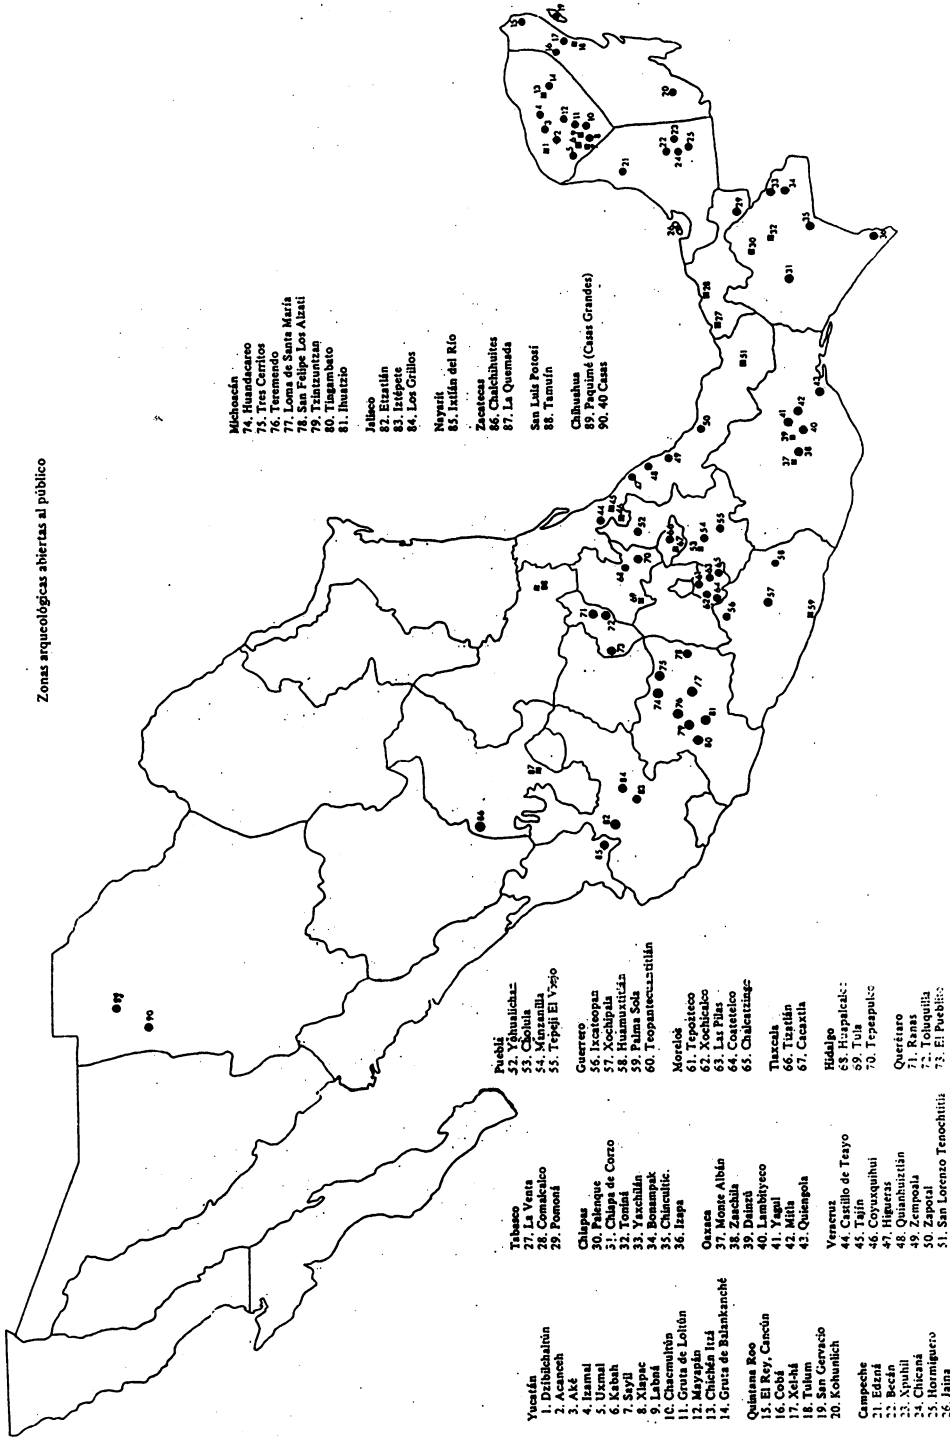 Zonas arqueológicas abiertas al público
Yucatán
1. Dzibilchaltún
2. Acanceh
3. Aké
4. Izamal
5. Uxmal
6. Kabah
7. Sayil
8. Xlapac
9. Labná
10. Chacmultún
11. Gruta de Loltún
12. Mayapán
13. Chichén Itzá
14. Gruta de Balankanché
Quintana Roo
15. El Rey, Cancún
16. Cobá
17. Xel-há
18. Tulum
19. San Gervacio
20. Kohunlich
Campeche
21. Edzná
22. Becán
23. Xpuhil
24. Chicaná
25. Hormiguero
26. Jaina
Tabasco
27. La Venta
28. Comalcalco
29. Pomoná
Chiapas
30. Palenque
31. Chiapa de Corzo
32. Toniná
33. Yaxchilán
34. Bonampak
35. Chincultic.
36. Izapa
Oaxaca
37. Monte Albán
38. Zaachila
39. Dainzú
40. Lambityeco
41. Yagul
42. Mitla
43. Quiengola
Veracruz
44. Castillo de Teayo
45. Tajín
46. Coyuxquihui
47. Higueras
48. Quianhuiztlán
49. Zempoala
50. Zapotal
51. San Lorenzo Tenochtitla
Puebla
52. Yohualichan
53. Cholula
54. Manzanilla
55. Tepeji El Viejo
Guerrero
56. Ixcateopan
57. Xochipala
58. Huamuxtitlán
59. Palma Sola
60. Teopantecuantitlán
Morelos
61. Tepozteco
62. Xochicalco
63. Las Pilas
64. Coatetelco
65. Chalcatzingo
Tlaxcala
66. Tizatlán
67. Cacaxtla
Hidalgo
68. Huapalcalco
69. Tula
70. Tepeapulco
Querétaro
71. Ranas
72. Toluquilla
73. El Pueblito
Michoacán
74. Huandacareo
75. Tres Cerritos
76. Teremendo
77. Loma de Santa María
78. San Felipe Los Alzati
79. Tzintzuntzan
80. Tingambato
81. Ihuatzio
Jalisco
82. Etzatlán
83. Iztépete
84. Los Grillos
Nayarit
85. Ixtlán del Río
Zacatecas
86. Chalchihuites
87. La Quemada
San Luis Potosí
88. Tamuín
Chihuahua
89. Paquimé (Casas Grandes)
90. 40 Casas